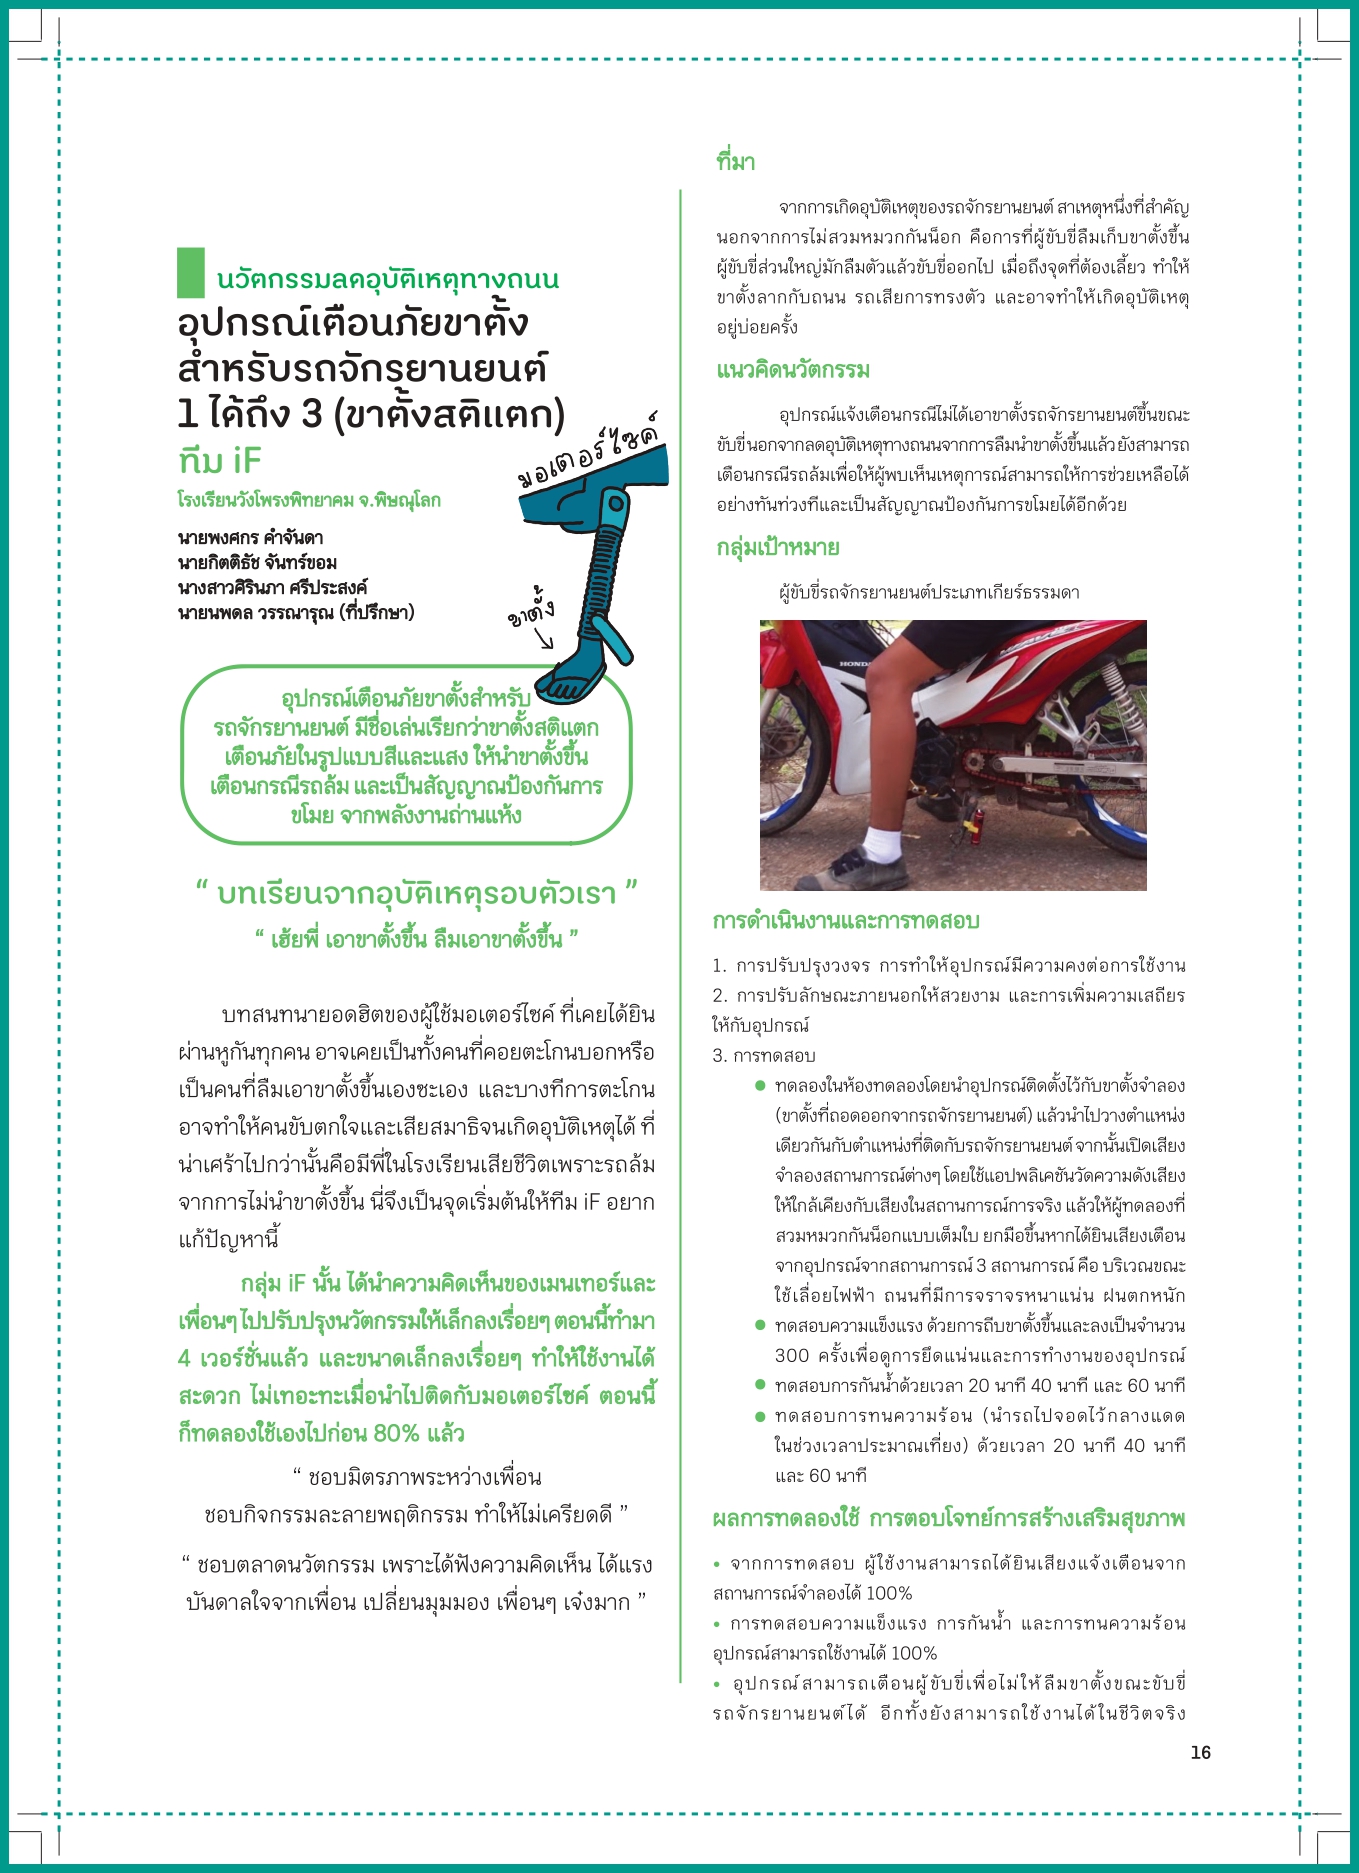 นวัตกรรมลดอุบัติเหตุทางถนน
อุปกรณ์เตือนภัยขาตั้ง
สำหรับรถจักรยานยนต์
1 ได้ถึง 3 (ขาตั้งสติแตก)
ทีม iF
โรงเรียนวังโพรงพิทยาคม จ.พิษณุโลก
นายพงศกร คำจันดา
นายกิตติธัช จันทร์ขอม
นางสาวศิรินภา ศรีประสงค์
นายนพดล วรรณารุณ (ที่ปรึกษา)
มอเตอร์ไซค์
ขาตั้ง
อุปกรณ์เตือนภัยขาตั้งสำหรับ
รถจักรยานยนต์ มีชื่อเล่นเรียกว่าขาตั้งสติแตก
เตือนภัยในรูปแบบสีและแสง ให้นำขาตั้งขึ้น
เตือนกรณีรถล้ม และเป็นสัญญาณป้องกันการ
ขโมย จากพลังงานถ่านแห้ง
“ บทเรียนจากอุบัติเหตุรอบตัวเรา ”
“ เฮ้ยพี่ เอาขาตั้งขึ้น ลืมเอาขาตั้งขึ้น ”
บทสนทนายอดฮิตของผู้ใช้มอเตอร์ไซค์ ที่เคยได้ยิน
ผ่านหูกันทุกคน อาจเคยเป็นทั้งคนที่คอยตะโกนบอกหรือ
เป็นคนที่ลืมเอาขาตั้งขึ้นเองซะเอง และบางทีการตะโกน
อาจทำให้คนขับตกใจและเสียสมาธิจนเกิดอุบัติเหตุได้ ที่
น่าเศร้าไปกว่านั้นคือมีพี่ในโรงเรียนเสียชีวิตเพราะรถล้ม
จากการไม่นำขาตั้งขึ้น นี่จึงเป็นจุดเริ่มต้นให้ทีม iF อยาก
แก้ปัญหานี้
กลุ่ม iF นั้น ได้นำความคิดเห็นของเมนเทอร์และ
เพื่อนๆ ไปปรับปรุงนวัตกรรมให้เล็กลงเรื่อยๆ ตอนนี้ทำมา
4 เวอร์ชั่นแล้ว และขนาดเล็กลงเรื่อยๆ ทำให้ใช้งานได้
สะดวก ไม่เทอะทะเมื่อนำไปติดกับมอเตอร์ไซค์ ตอนนี้
ก็ทดลองใช้เองไปก่อน 80% แล้ว
“ ชอบมิตรภาพระหว่างเพื่อน
ชอบกิจกรรมละลายพฤติกรรม ทำให้ไม่เครียดดี ”
“ ชอบตลาดนวัตกรรม เพราะได้ฟังความคิดเห็น ได้แรง
บันดาลใจจากเพื่อน เปลี่ยนมุมมอง เพื่อนๆ เจ๋งมาก ”
ที่มา
จากการเกิดอุบัติเหตุของรถจักรยานยนต์ สาเหตุหนึ่งที่สำคัญ
นอกจากการไม่สวมหมวกกันน็อก คือการที่ผู้ขับขี่ลืมเก็บขาตั้งขึ้น
ผู้ขับขี่ส่วนใหญ่มักลืมตัวแล้วขับขี่ออกไป เมื่อถึงจุดที่ต้องเลี้ยว ทำให้
ขาตั้งลากกับถนน รถเสียการทรงตัว และอาจทำให้เกิดอุบัติเหตุ
อยู่บ่อยครั้ง
แนวคิดนวัตกรรม
อุปกรณ์แจ้งเตือนกรณีไม่ได้เอาขาตั้งรถจักรยานยนต์ขึ้นขณะ
ขับขี่ นอกจากลดอุบัติเหตุทางถนนจากการลืมนำขาตั้งขึ้นแล้วยังสามารถ
เตือนกรณีรถล้มเพื่อให้ผู้พบเห็นเหตุการณ์สามารถให้การช่วยเหลือได้
อย่างทันท่วงทีและเป็นสัญญาณป้องกันการขโมยได้อีกด้วย
กลุ่มเป้าหมาย
ผู้ขับขี่รถจักรยานยนต์ประเภทเกียร์ธรรมดา
HONDA
การดำเนินงานและการทดสอบ
1. การปรับปรุงวงจร การทำให้อุปกรณ์มีความคงต่อการใช้งาน
2. การปรับลักษณะภายนอกให้สวยงาม และการเพิ่มความเสถียร
ให้กับอุปกรณ์
3. การทดสอบ
● ทดลองในห้องทดลองโดยนำอุปกรณ์ติดตั้งไว้กับขาตั้งจำลอง
(ขาตั้งที่ถอดออกจากรถจักรยานยนต์) แล้วนำไปวางตำแหน่ง
เดียวกันกับตำแหน่งที่ติดกับรถจักรยานยนต์ จากนั้นเปิดเสียง
จำลองสถานการณ์ต่างๆ โดยใช้แอปพลิเคชันวัดความดังเสียง
ให้ใกล้เคียงกับเสียงในสถานการณ์การจริง แล้วให้ผู้ทดลองที่
สวมหมวกกันน็อกแบบเต็มใบ ยกมือขึ้นหากได้ยินเสียงเตือน
จากอุปกรณ์จากสถานการณ์ 3 สถานการณ์ คือ บริเวณขณะ
ใช้เลื่อยไฟฟ้า ถนนที่มีการจราจรหนาแน่น ฝนตกหนัก
● ทดสอบความแข็งแรง ด้วยการถีบขาตั้งขึ้นและลงเป็นจำนวน
300 ครั้งเพื่อดูการยึดแน่นและการทำงานของอุปกรณ์
● ทดสอบการกันน้ำด้วยเวลา 20 นาที 40 นาที และ 60 นาที
● ทดสอบการทนความร้อน (นำรถไปจอดไว้กลางแดด
ในช่วงเวลาประมาณเที่ยง) ด้วยเวลา 20 นาที 40 นาที
และ 60 นาที
ผลการทดลองใช้ การตอบโจทย์การสร้างเสริมสุขภาพ
• จากการทดสอบ ผู้ใช้งานสามารถได้ยินเสียงแจ้งเตือนจาก
สถานการณ์จำลองได้ 100%
• การทดสอบความแข็งแรง การกันน้ำ และการทนความร้อน
อุปกรณ์สามารถใช้งานได้ 100%
• อุปกรณ์สามารถเตือนผู้ขับขี่เพื่อไม่ให้ลืมขาตั้งขณะขับขี่
รถจักรยานยนต์ได้ อีกทั้งยังสามารถใช้งานได้ในชีวิตจริง
16